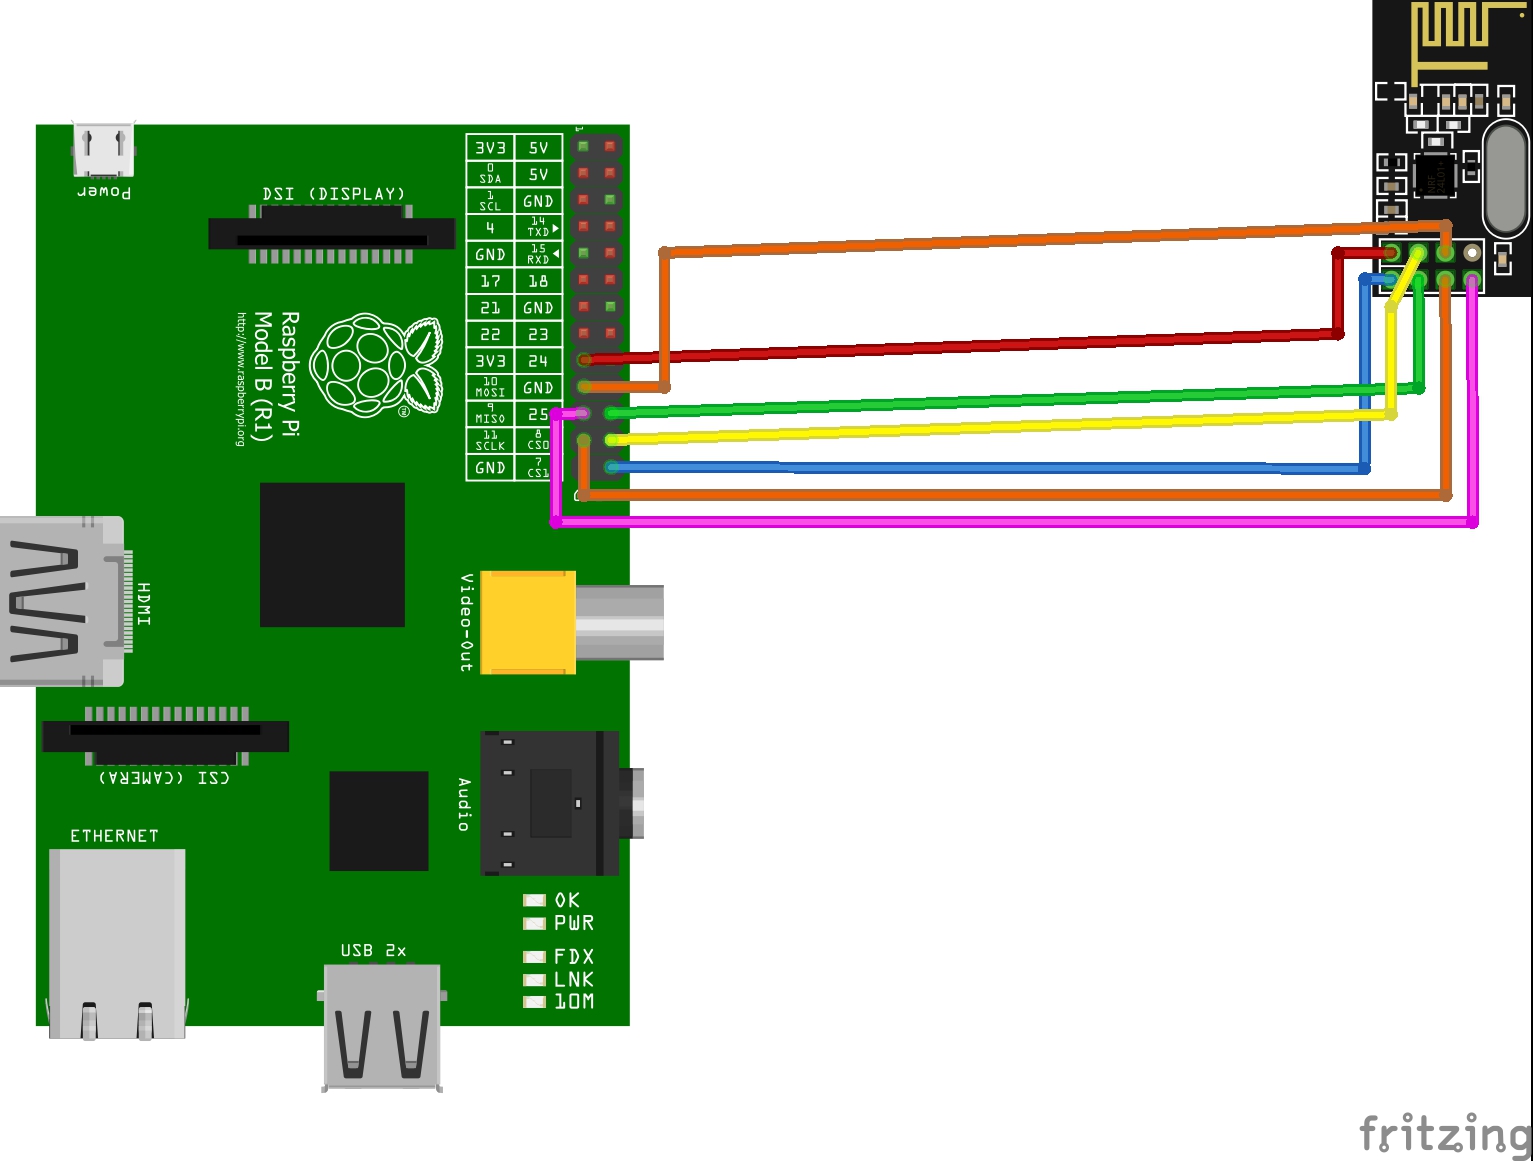 Power
DSI (DISPLAY)
1
3V3 5V
0 SDA 5V
1 SCL GND
4 14 TXD
GND 15 RXD
17 18
21 GND
22 23
3V3 24
10 MOSI GND
9 MISO 25
11 SCLK 8 CS0
GND 7 CS1
Raspberry Pi
Model B (R1)
http://www.raspberrypi.org
TM
NRF
24L01+
HDMI
Video-Out
CSI (CAMERA)
Audio
ETHERNET
USB 2x
OK
PWR
FDX
LNK
10M
fritzing